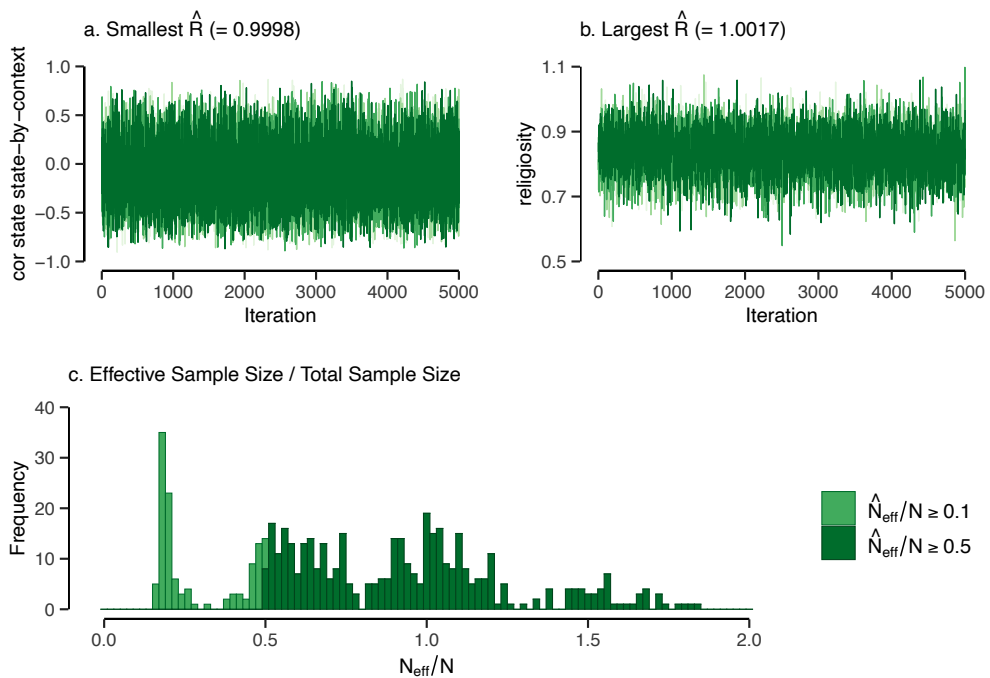 a. Smallest R̂ (= 0.9998)
cor state state−by−context
1.0
0.5
0.0
−0.5
−1.0
0 1000 2000 3000 4000 5000
Iteration
b. Largest R̂ (= 1.0017)
religiosity
1.1
0.9
0.7
0.5
0 1000 2000 3000 4000 5000
Iteration
c. Effective Sample Size / Total Sample Size
Frequency
40
30
20
10
0
0.0 0.5 1.0 1.5 2.0
Neff/N
N̂eff/N ≥ 0.1
N̂eff/N ≥ 0.5